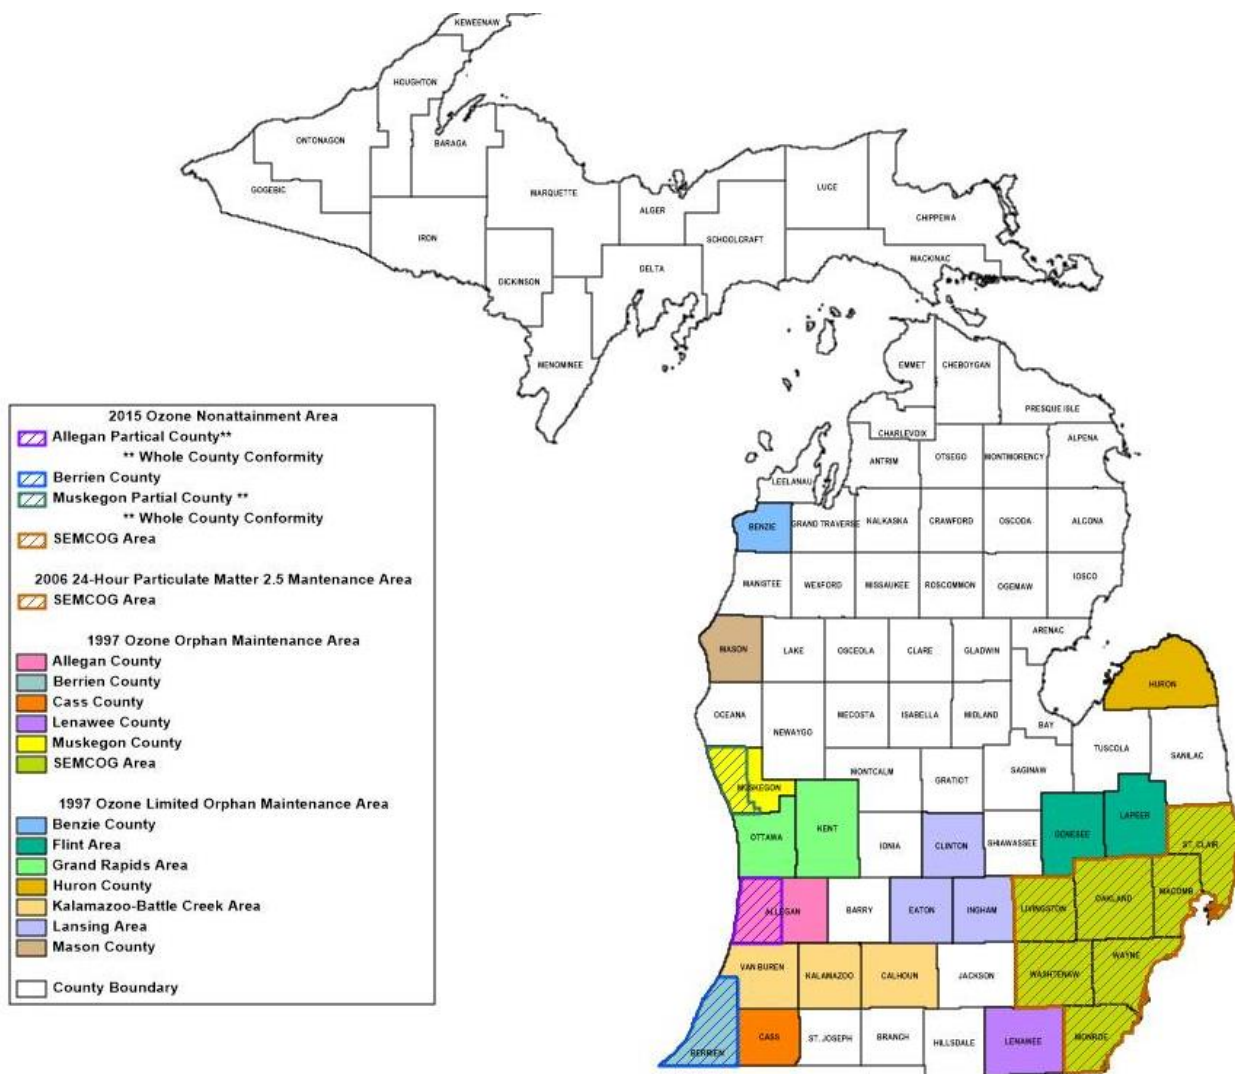 KEWEENAW
HOUGHTON
ONTONAGON
BARAGA
GOGEBIC
MARQUETTE
LUCE
ALGER
CHIPPEWA
IRON
SCHOOLCRAFT
MACKINAC
DELTA
DICKINSON
MENOMINEE
EMMET
CHEBOYGAN
PRESQUE ISLE
CHARLEVOIX
ALPENA
ANTRIM
OTSEGO
MONTMORENCY
LEELANAU
BENZIE
GRAND TRAVERSE
KALKASKA
CRAWFORD
OSCODA
ALCONA
MANISTEE
WEXFORD
MISSAUKEE
ROSCOMMON
OGEMAW
IOSCO
ARENAC
MASON
LAKE
OSCEOLA
CLARE
GLADWIN
HURON
OCEANA
NEWAYGO
MECOSTA
ISABELLA
MIDLAND
BAY
TUSCOLA
SANILAC
MUSKEGON
MONTCALM
GRATIOT
SAGINAW
OTTAWA
KENT
IONIA
CLINTON
SHIAWASSEE
GENESEE
LAPEER
ST. CLAIR
ALLEGAN
BARRY
EATON
INGHAM
LIVINGSTON
OAKLAND
MACOMB
VAN BUREN
KALAMAZOO
CALHOUN
JACKSON
WASHTENAW
WAYNE
BERRIEN
CASS
ST. JOSEPH
BRANCH
HILLSDALE
LENAWEE
MONROE
2015 Ozone Nonattainment Area
Allegan Partical County**
** Whole County Conformity
Berrien County
Muskegon Partial County **
** Whole County Conformity
SEMCOG Area
2006 24-Hour Particulate Matter 2.5 Mantenance Area
SEMCOG Area
1997 Ozone Orphan Maintenance Area
Allegan County
Berrien County
Cass County
Lenawee County
Muskegon County
SEMCOG Area
1997 Ozone Limited Orphan Maintenance Area
Benzie County
Flint Area
Grand Rapids Area
Huron County
Kalamazoo-Battle Creek Area
Lansing Area
Mason County
County Boundary